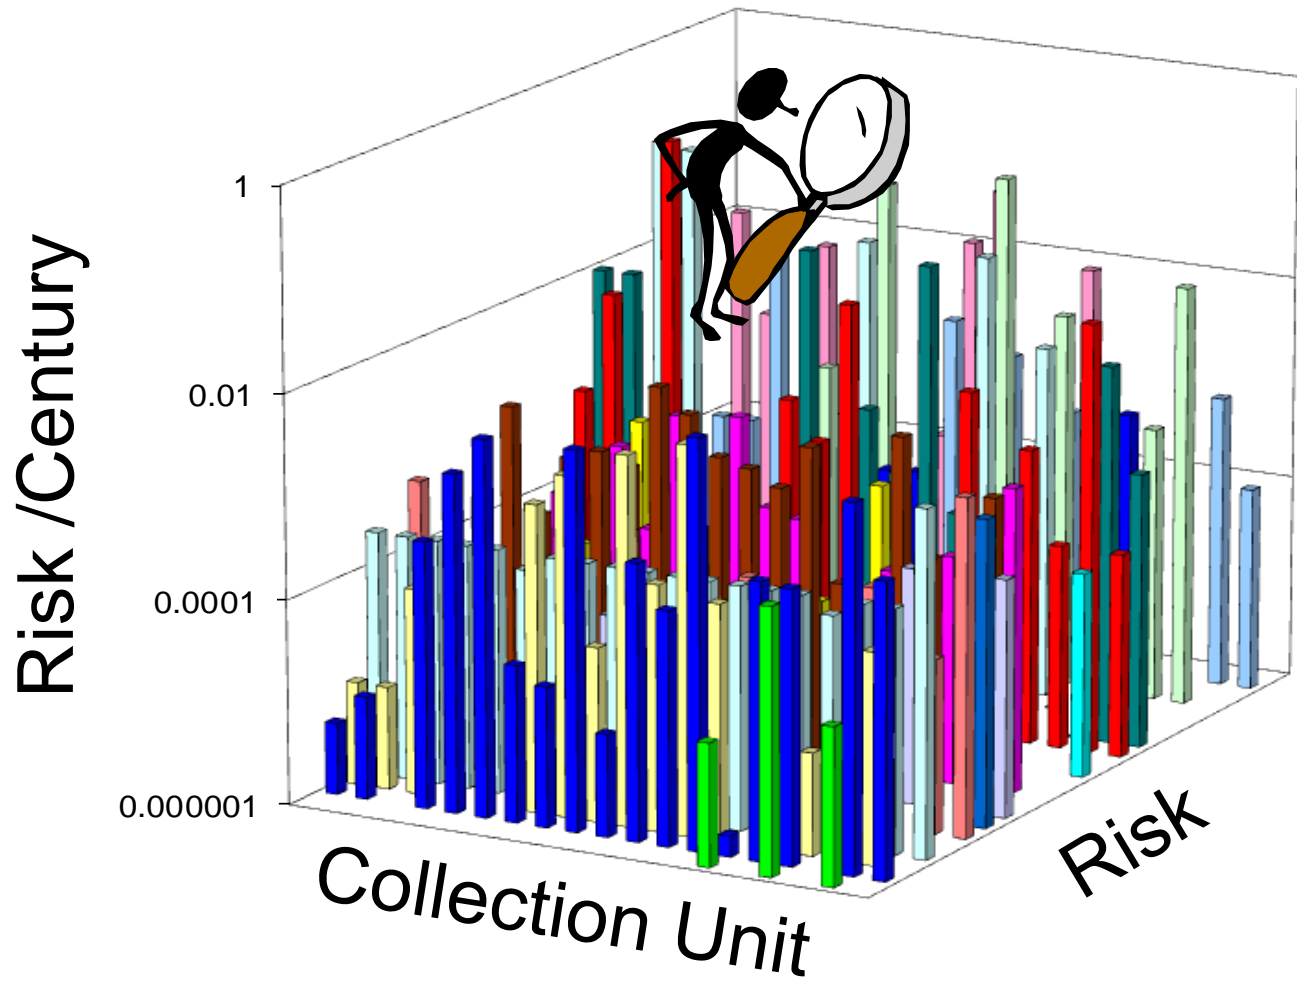 Risk /Century
1
0.01
0.0001
0.000001
Collection Unit
Risk